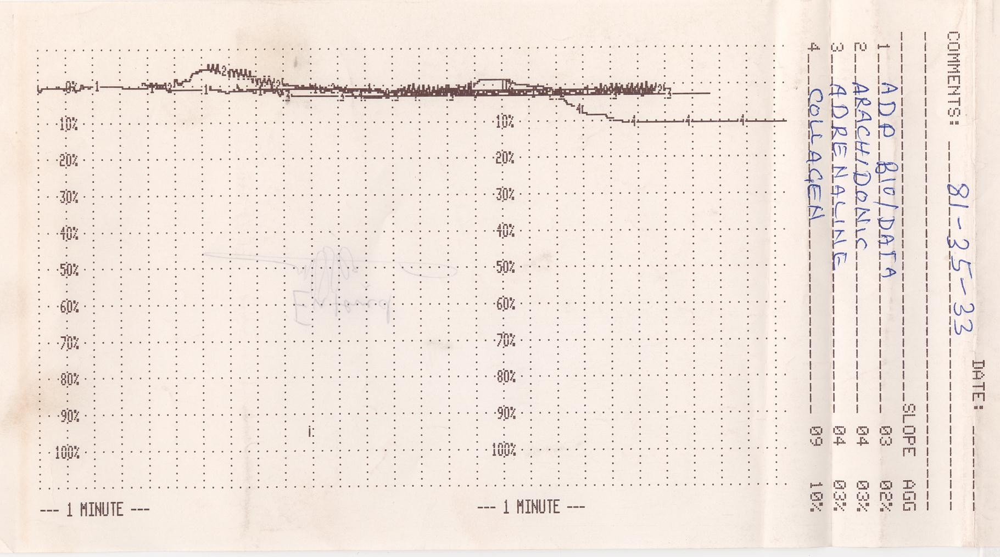 COMMENTS: 81-35-33
DATE:
SLOPE AGG
1 ADP BIO/DATA 03 02%
2 ARACHIDONIC 04 03%
3 ADRENALINE 04 03%
4 COLLAGEN 09 10%
0%
10% 10%
20% 20%
30% 30%
40% 40%
50% 50%
60% 60%
70% 70%
80% 80%
90% 90%
100% 100%
--- 1 MINUTE --- --- 1 MINUTE ---